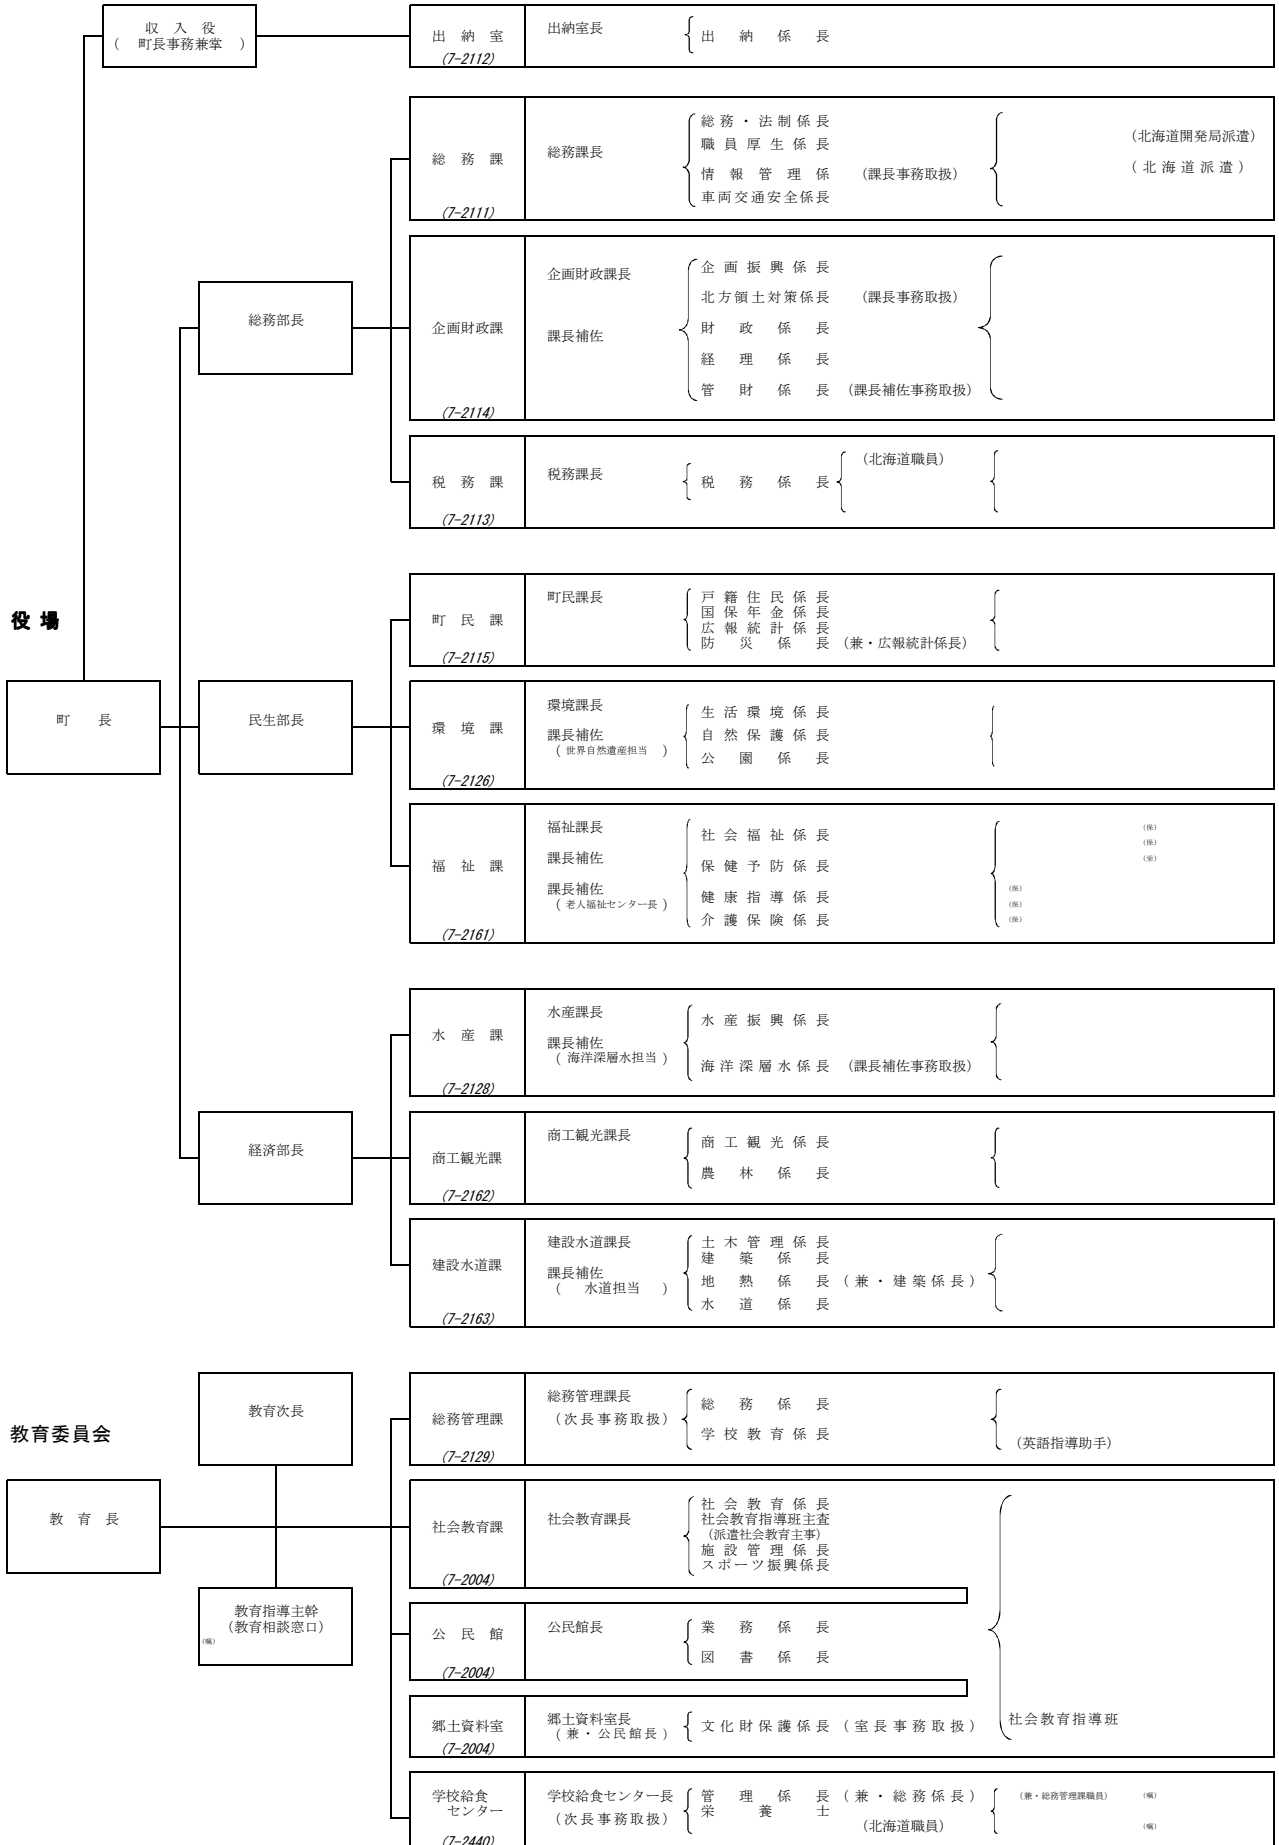 収入役
(町長事務兼掌)
出納室
(7-2112)
出納室長
出納係長
総務課
(7-2111)
総務課長
総務・法制係長
職員厚生係長
情報管理係 (課長事務取扱)
車両交通安全係長
(北海道開発局派遣)
(北海道派遣)
総務部長
企画財政課
(7-2114)
企画財政課長
課長補佐
企画振興係長
北方領土対策係長 (課長事務取扱)
財政係長
経理係長
管財係長 (課長補佐事務取扱)
税務課
(7-2113)
税務課長
税務係長
(北海道職員)
役場
町長
民生部長
町民課
(7-2115)
町民課長
戸籍住民係長
国保年金係長
広報統計係長
防災係長 (兼・広報統計係長)
環境課
(7-2126)
環境課長
課長補佐
(世界自然遺産担当)
生活環境係長
自然保護係長
公園係長
福祉課
(7-2161)
福祉課長
課長補佐
課長補佐
(老人福祉センター長)
社会福祉係長
保健予防係長
健康指導係長
介護保険係長
(保)
(保)
(栄)
(保)
(保)
(保)
経済部長
水産課
(7-2128)
水産課長
課長補佐
(海洋深層水担当)
水産振興係長
海洋深層水係長 (課長補佐事務取扱)
商工観光課
(7-2162)
商工観光課長
商工観光係長
農林係長
建設水道課
(7-2163)
建設水道課長
課長補佐
(水道担当)
土木管理係長
建築係長
地熱係長 (兼・建築係長)
水道係長
教育委員会
教育長
教育次長
教育指導主幹
(教育相談窓口)
(嘱)
総務管理課
(7-2129)
総務管理課長
(次長事務取扱)
総務係長
学校教育係長
(英語指導助手)
社会教育課
(7-2004)
社会教育課長
社会教育係長
社会教育指導班主査
(派遣社会教育主事)
施設管理係長
スポーツ振興係長
公民館
(7-2004)
公民館長
業務係長
図書係長
郷土資料室
(7-2004)
郷土資料室長
(兼・公民館長)
文化財保護係長 (室長事務取扱)
社会教育指導班
学校給食
センター
(7-2440)
学校給食センター長
(次長事務取扱)
管理係長 (兼・総務係長)
栄養士
(北海道職員)
(兼・総務管理課職員)
(嘱)
(嘱)